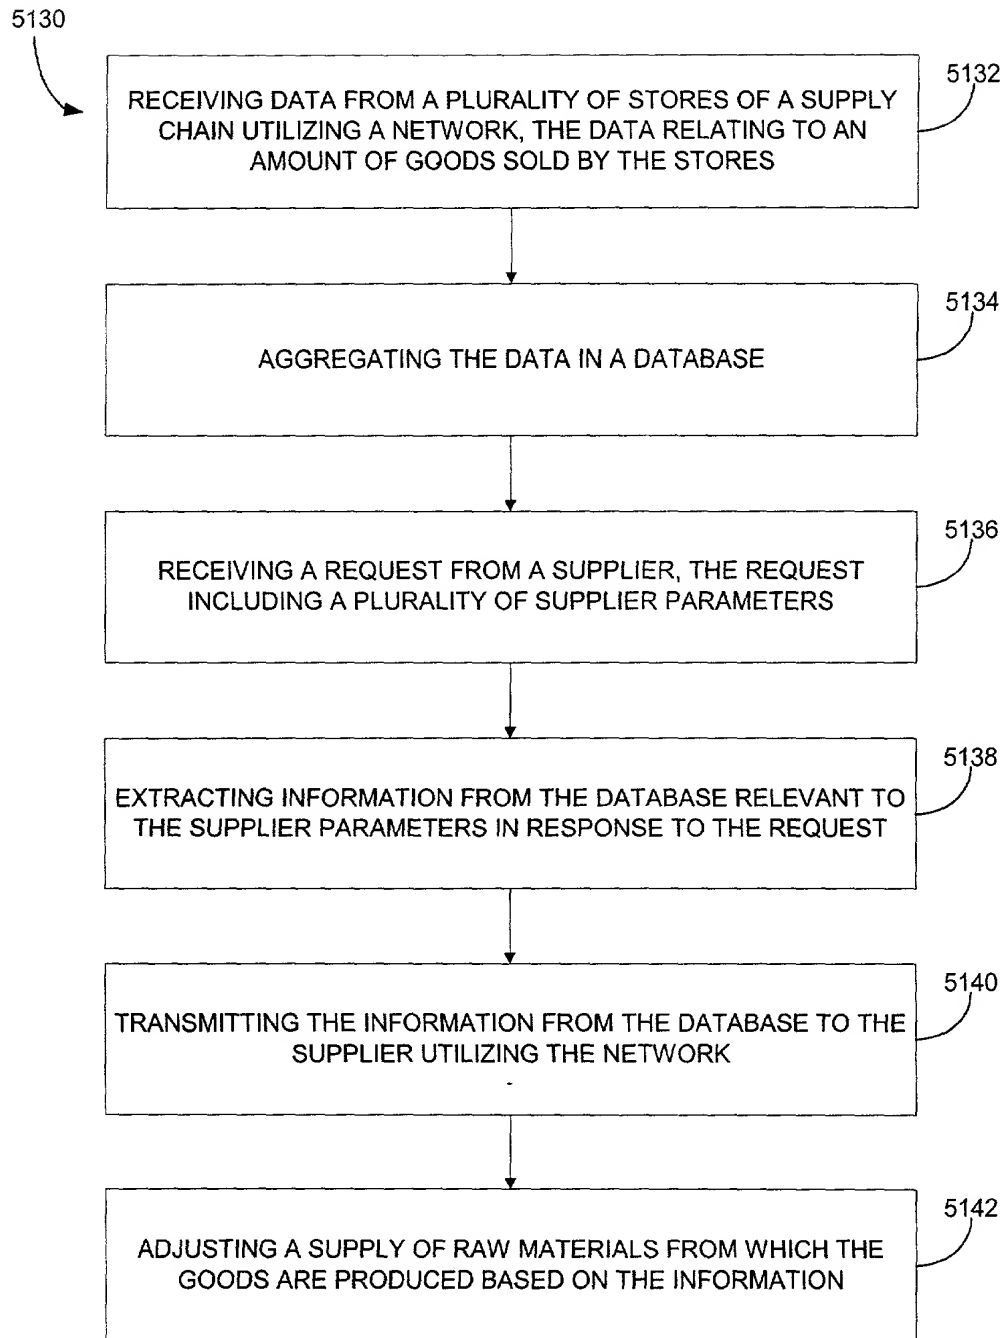 5130
RECEIVING DATA FROM A PLURALITY OF STORES OF A SUPPLY
CHAIN UTILIZING A NETWORK, THE DATA RELATING TO AN
AMOUNT OF GOODS SOLD BY THE STORES
5132
AGGREGATING THE DATA IN A DATABASE
5134
RECEIVING A REQUEST FROM A SUPPLIER, THE REQUEST
INCLUDING A PLURALITY OF SUPPLIER PARAMETERS
5136
EXTRACTING INFORMATION FROM THE DATABASE RELEVANT TO
THE SUPPLIER PARAMETERS IN RESPONSE TO THE REQUEST
5138
TRANSMITTING THE INFORMATION FROM THE DATABASE TO THE
SUPPLIER UTILIZING THE NETWORK
5140
ADJUSTING A SUPPLY OF RAW MATERIALS FROM WHICH THE
GOODS ARE PRODUCED BASED ON THE INFORMATION
5142